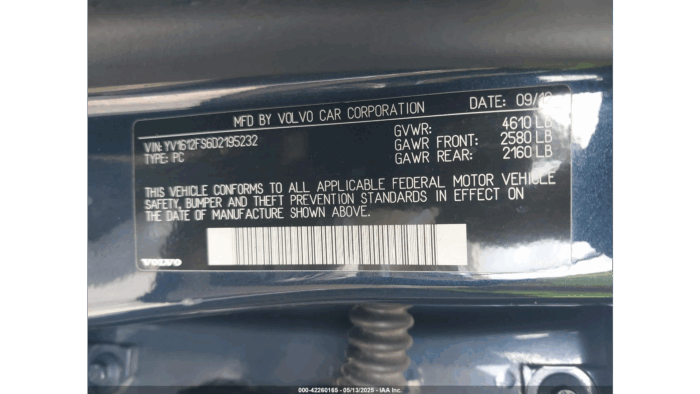 MFD BY VOLVO CAR CORPORATION
DATE: 09/
VIN: YV1612FS6D2195232
TYPE: PC
GVWR: 4610 LB
GAWR FRONT: 2580 LB
GAWR REAR: 2160 LB
THIS VEHICLE CONFORMS TO ALL APPLICABLE FEDERAL MOTOR VEHICLE
SAFETY, BUMPER AND THEFT PREVENTION STANDARDS IN EFFECT ON
THE DATE OF MANUFACTURE SHOWN ABOVE.
VOLVO
000-42260165 - 05/13/2025 - IAA Inc.